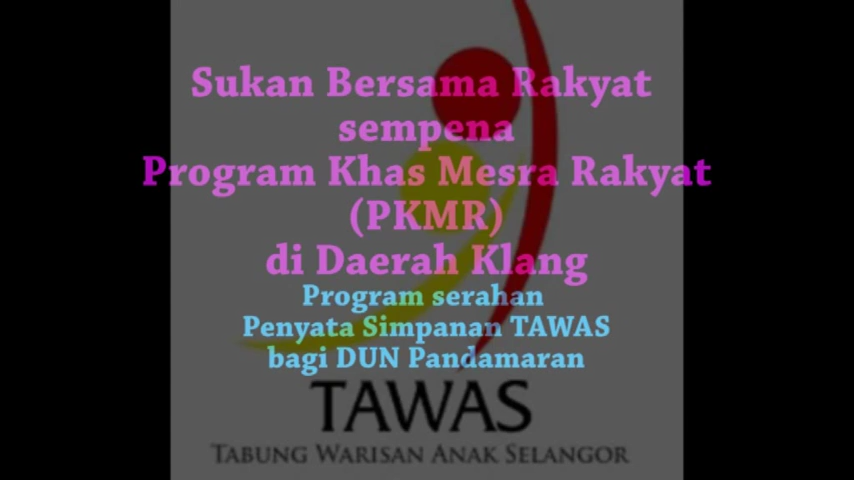 Sukan Bersama Rakyat
sempena
Program Khas Mesra Rakyat
(PKMR)
di Daerah Klang
Program serahan
Penyata Simpanan TAWAS
bagi DUN Pandamaran
TAWAS
TABUNG WARISAN ANAK SELANGOR